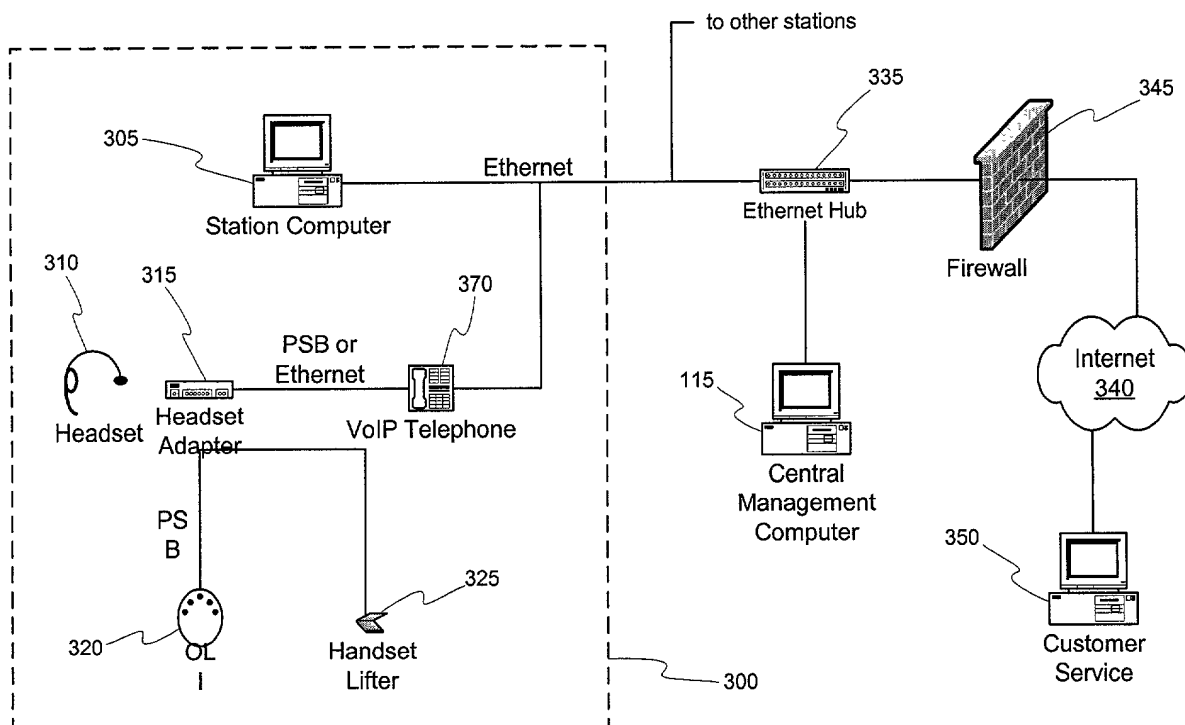 to other stations
335
345
305
Ethernet
Station Computer
Ethernet Hub
Firewall
310
315
370
PSB or
Ethernet
Internet
340
Headset
Headset
Adapter
VoIP Telephone
115
Central
Management
Computer
PS
B
325
350
320
OL
I
Handset
Lifter
300
Customer
Service